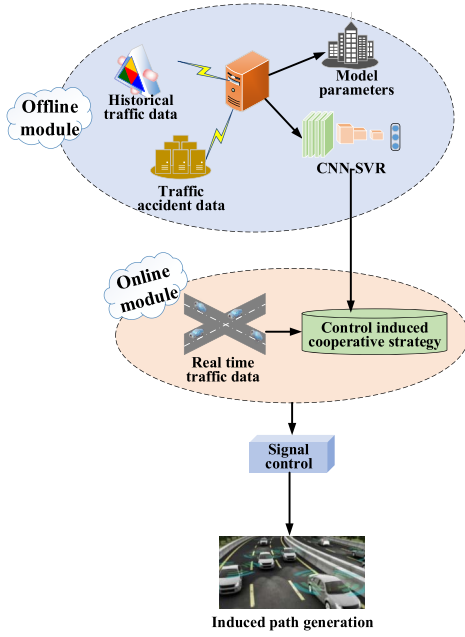 Offline
module
Historical
traffic data
Model
parameters
Traffic
accident data
CNN-SVR
Online
module
Real time
traffic data
Control induced
cooperative strategy
Signal
control
Induced path generation